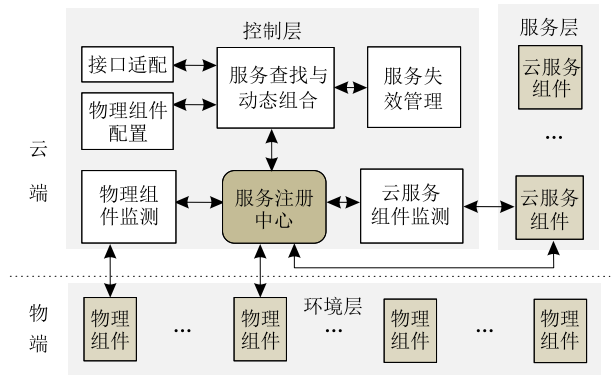 控制层
服务层
接口适配
服务查找与
动态组合
服务失
效管理
云服务
组件
物理组件
配置
...
云
端
物理组
件监测
服务注册
中心
云服务
组件监测
云服务
组件
物
端
环境层
物理
组件
...
物理
组件
...
物理
组件
...
物理
组件